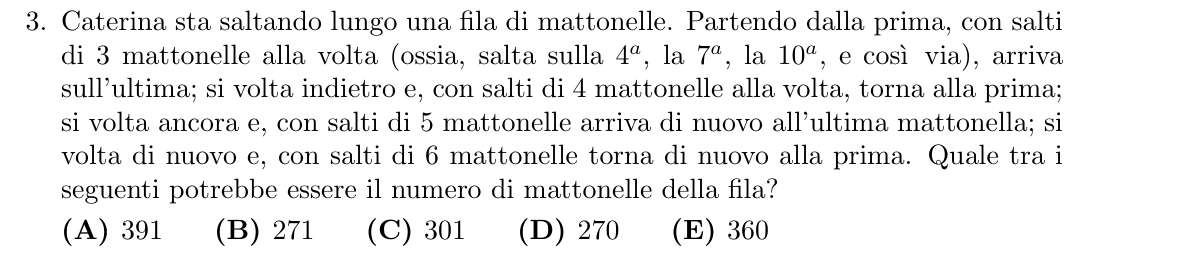 3. Caterina sta saltando lungo una fila di mattonelle. Partendo dalla prima, con salti
di 3 mattonelle alla volta (ossia, salta sulla 4ᵃ, la 7ᵃ, la 10ᵃ, e così via), arriva
sull'ultima; si volta indietro e, con salti di 4 mattonelle alla volta, torna alla prima;
si volta ancora e, con salti di 5 mattonelle arriva di nuovo all'ultima mattonella; si
volta di nuovo e, con salti di 6 mattonelle torna di nuovo alla prima. Quale tra i
seguenti potrebbe essere il numero di mattonelle della fila?
(A) 391 (B) 271 (C) 301 (D) 270 (E) 360